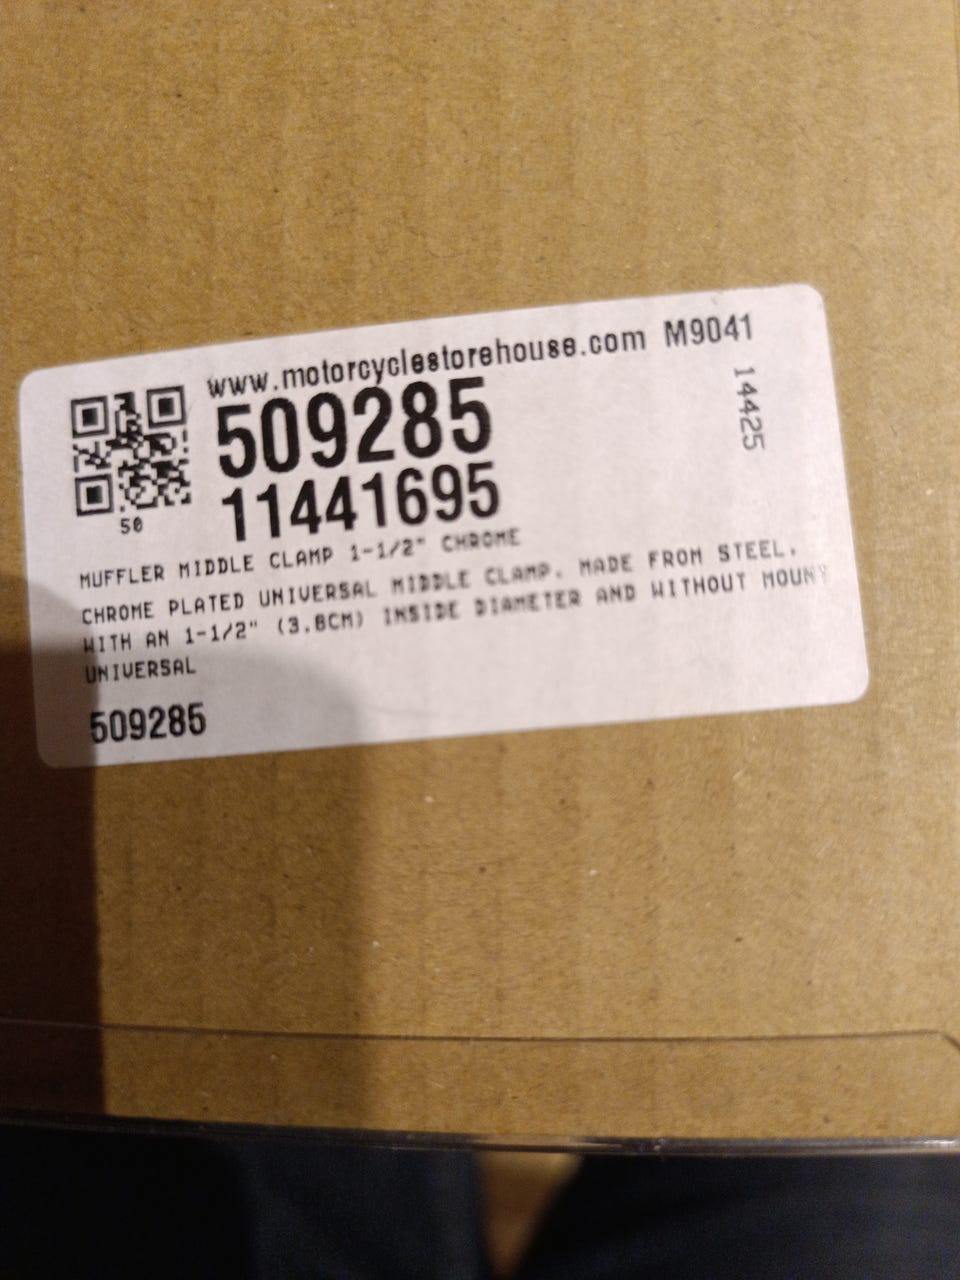 www.motorcyclestorehouse.com M9041
14425
509285
11441695
50
MUFFLER MIDDLE CLAMP 1-1/2" CHROME
CHROME PLATED UNIVERSAL MIDDLE CLAMP. MADE FROM STEEL,
WITH AN 1-1/2" (3.8CM) INSIDE DIAMETER AND WITHOUT MOUNT
UNIVERSAL
509285